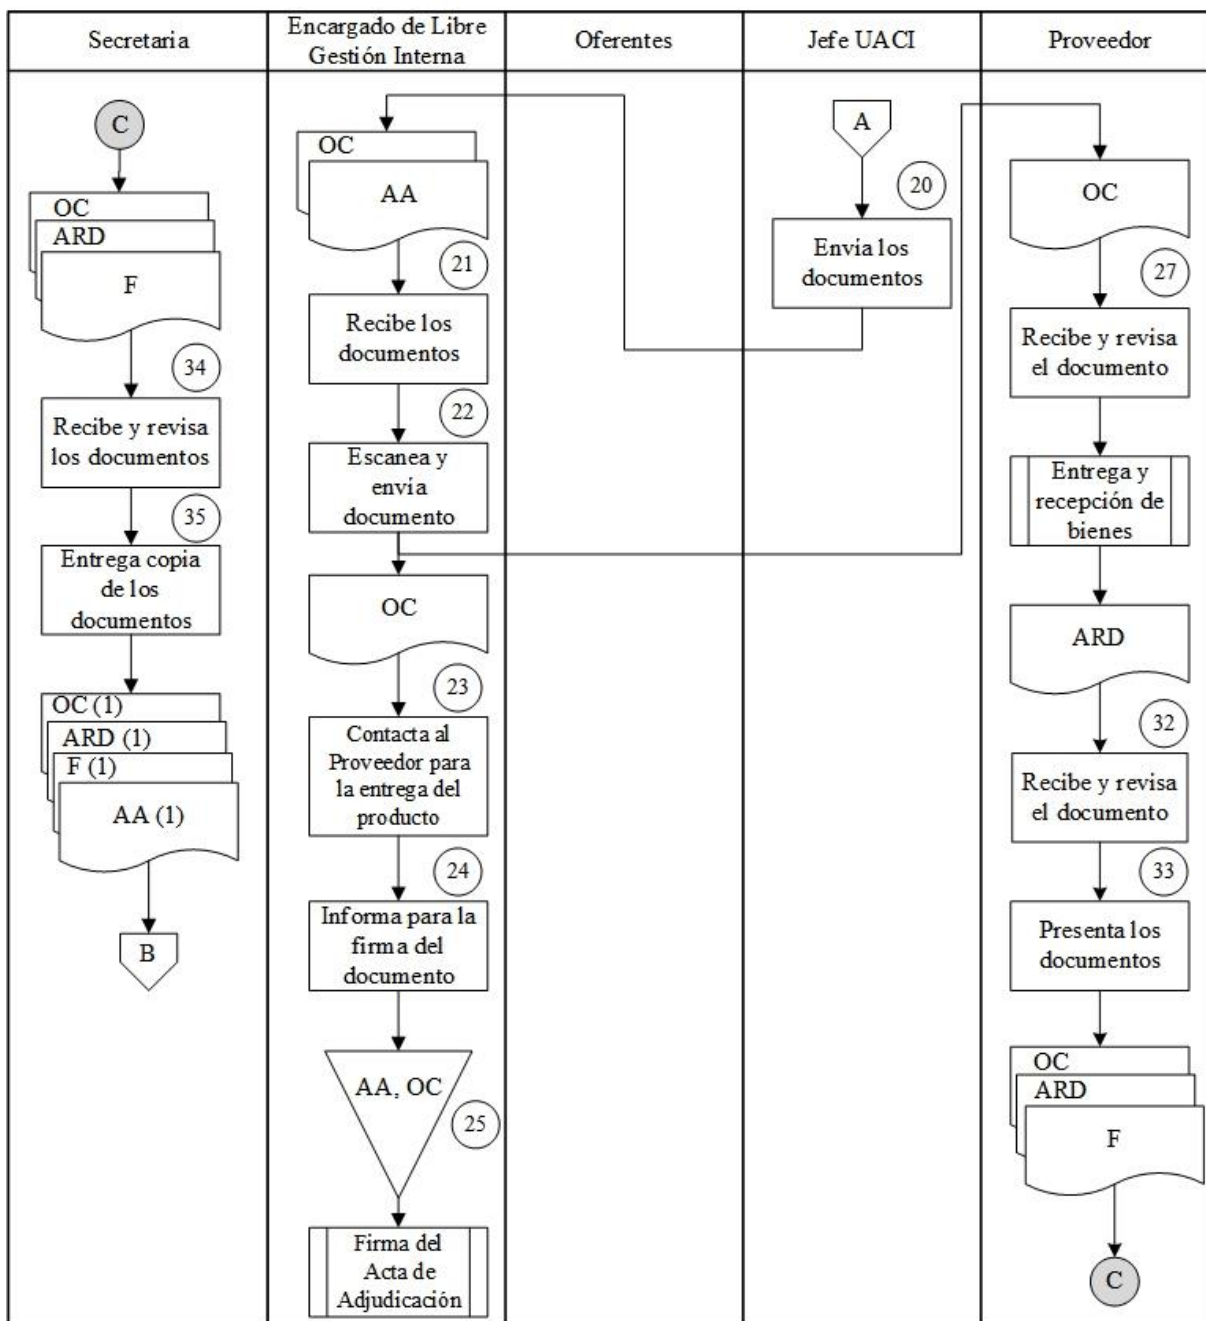 Secretaria
Encargado de Libre
Gestión Interna
Oferentes
Jefe UACI
Proveedor
C
OC
ARD
F
34
Recibe y revisa
los documentos
35
Entrega copia
de los
documentos
OC (1)
ARD (1)
F (1)
AA (1)
B
OC
AA
21
Recibe los
documentos
22
Escanea y
envía
documento
OC
23
Contacta al
Proveedor para
la entrega del
producto
24
Informa para la
firma del
documento
AA, OC
25
Firma del
Acta de
Adjudicación
A
20
Envía los
documentos
OC
27
Recibe y revisa
el documento
Entrega y
recepción de
bienes
ARD
32
Recibe y revisa
el documento
33
Presenta los
documentos
OC
ARD
F
C